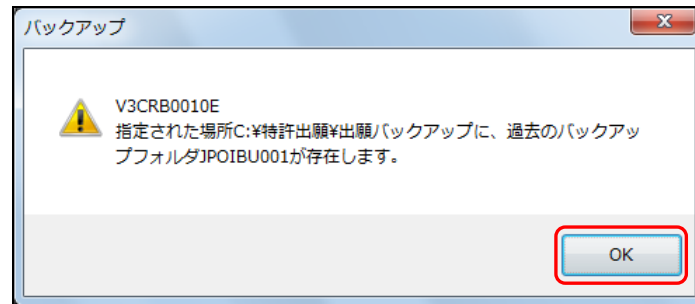 バックアップ
V3CRB0010E
指定された場所C:¥特許出願¥出願バックアップに、過去のバックアッ
プフォルダJPOIBU001が存在します。
OK